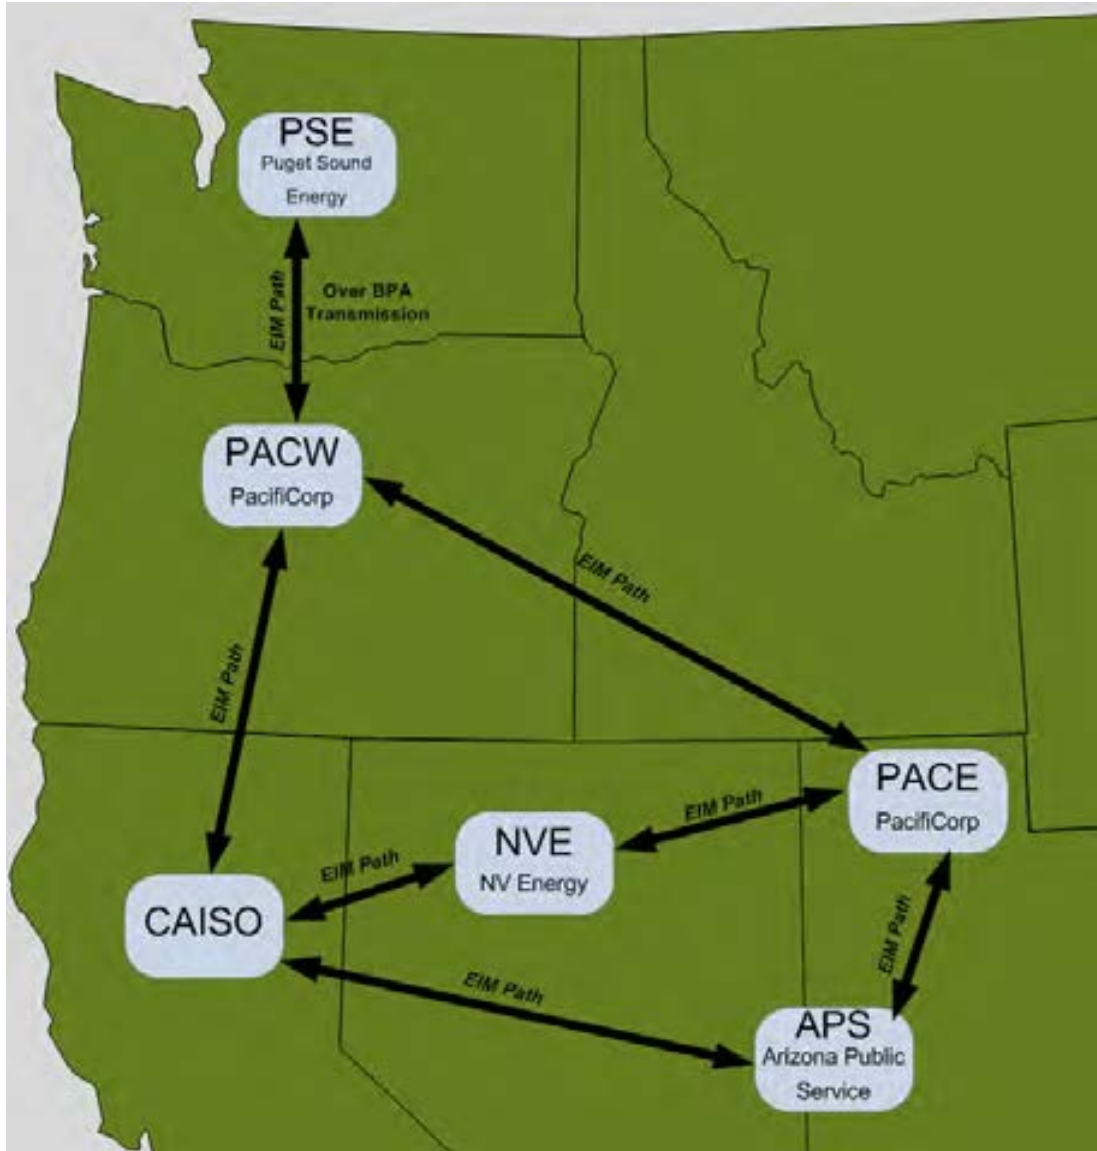 PSE
Puget Sound
Energy
EIM Path
Over BPA
Transmission
PACW
PacifiCorp
EIM Path
EIM Path
PACE
PacifiCorp
EIM Path
NVE
NV Energy
EIM Path
CAISO
EIM Path
EIM Path
APS
Arizona Public
Service